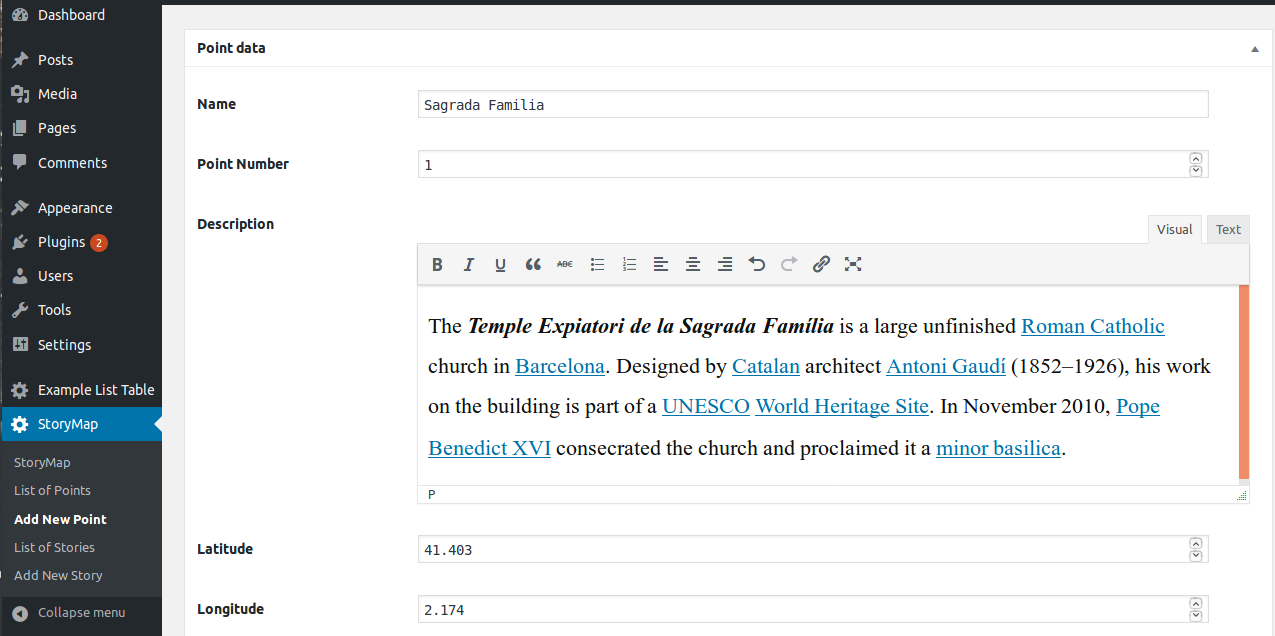 Dashboard
Posts
Media
Pages
Comments
Appearance
Plugins 2
Users
Tools
Settings
Example List Table
StoryMap
StoryMap
List of Points
Add New Point
List of Stories
Add New Story
Collapse menu
Point data
Name
Sagrada Familia
Point Number
1
Description
Visual Text
B I U ABC
The Temple Expiatori de la Sagrada Família is a large unfinished Roman Catholic
church in Barcelona. Designed by Catalan architect Antoni Gaudí (1852–1926), his work
on the building is part of a UNESCO World Heritage Site. In November 2010, Pope
Benedict XVI consecrated the church and proclaimed it a minor basilica.
P
Latitude
41.403
Longitude
2.174